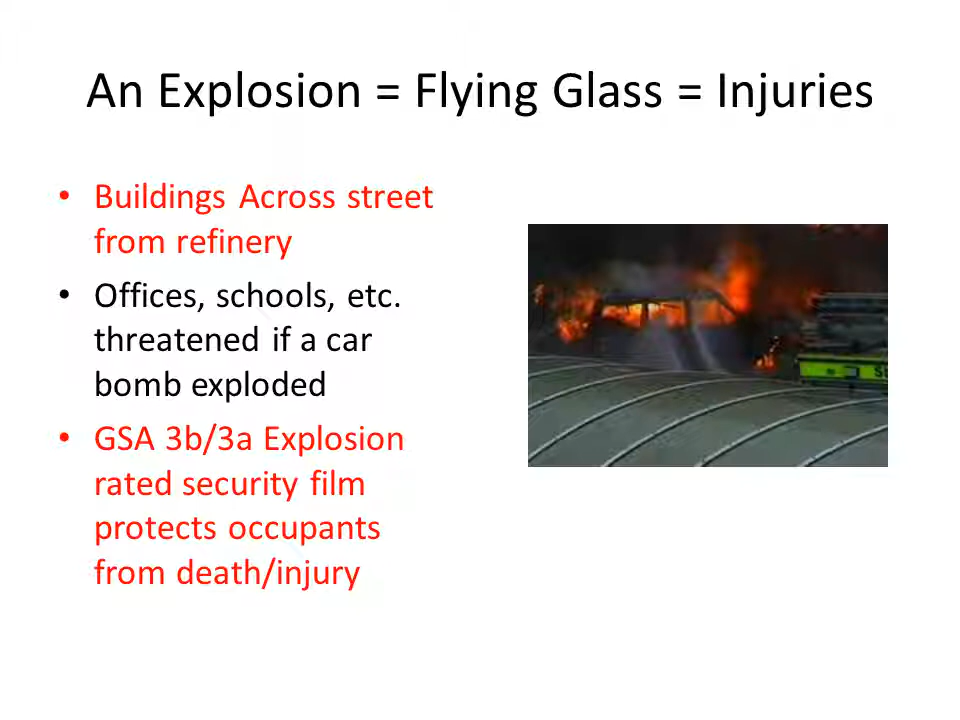 An Explosion = Flying Glass = Injuries
• Buildings Across street
from refinery
• Offices, schools, etc.
threatened if a car
bomb exploded
• GSA 3b/3a Explosion
rated security film
protects occupants
from death/injury